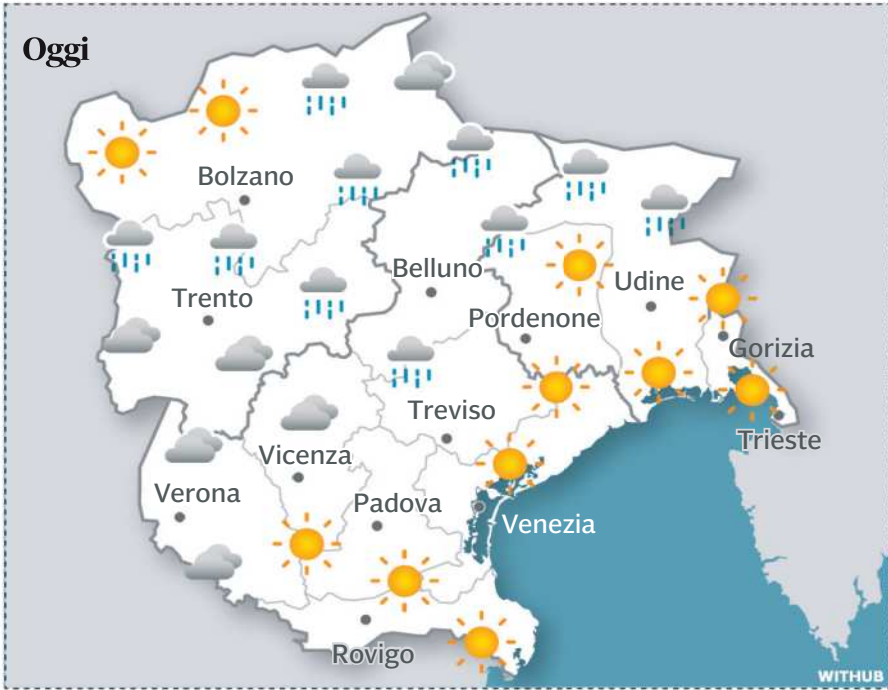 Oggi
Bolzano
Belluno
Udine
Trento
Pordenone
Gorizia
Treviso
Trieste
Vicenza
Verona
Padova
Venezia
Rovigo
WITHUB